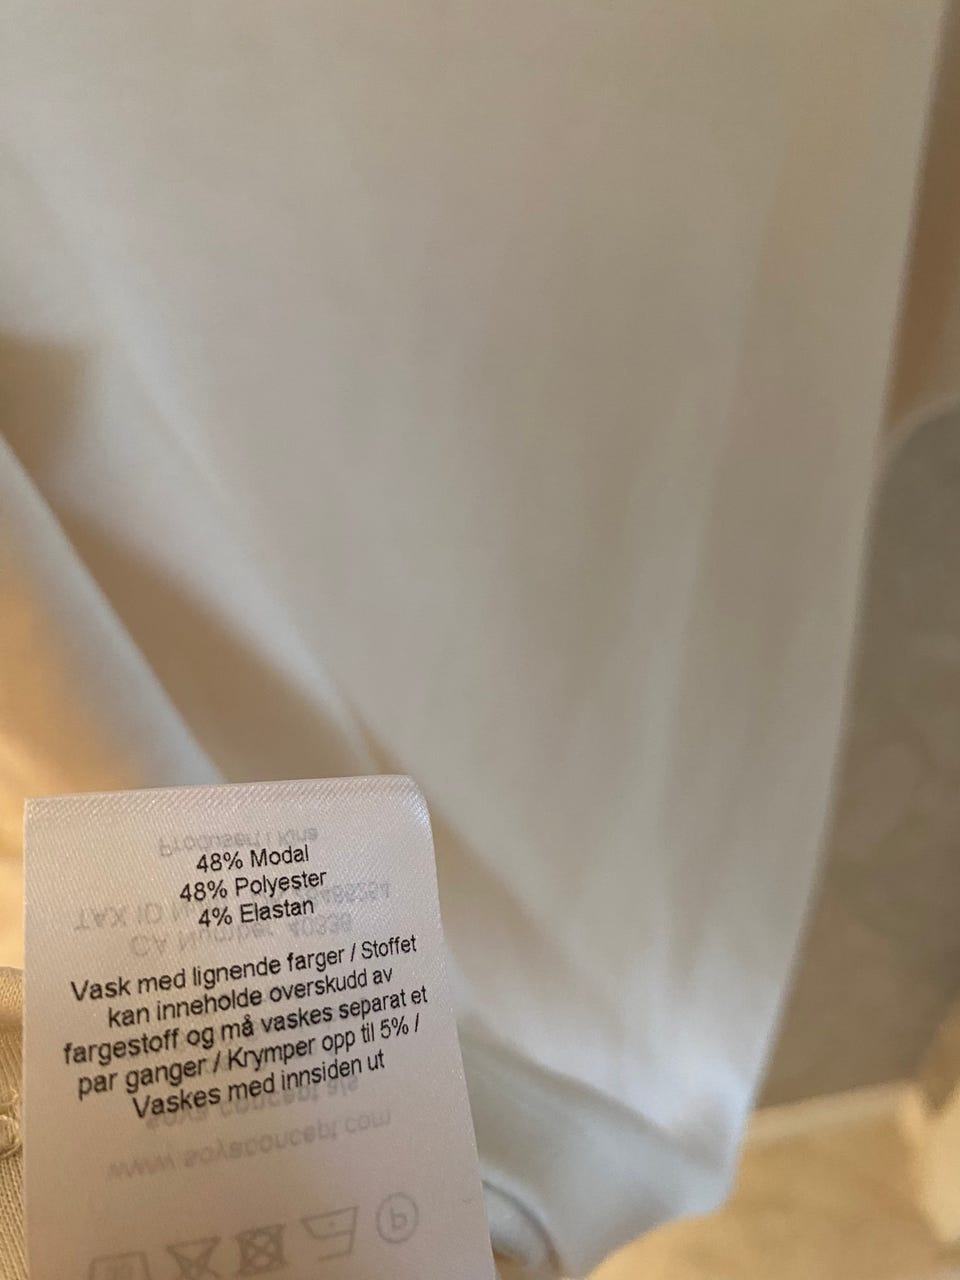 48% Modal
48% Polyester
4% Elastan
Vask med lignende farger / Stoffet
kan inneholde overskudd av
fargestoff og må vaskes separat et
par ganger / Krymper opp til 5% /
Vaskes med innsiden ut